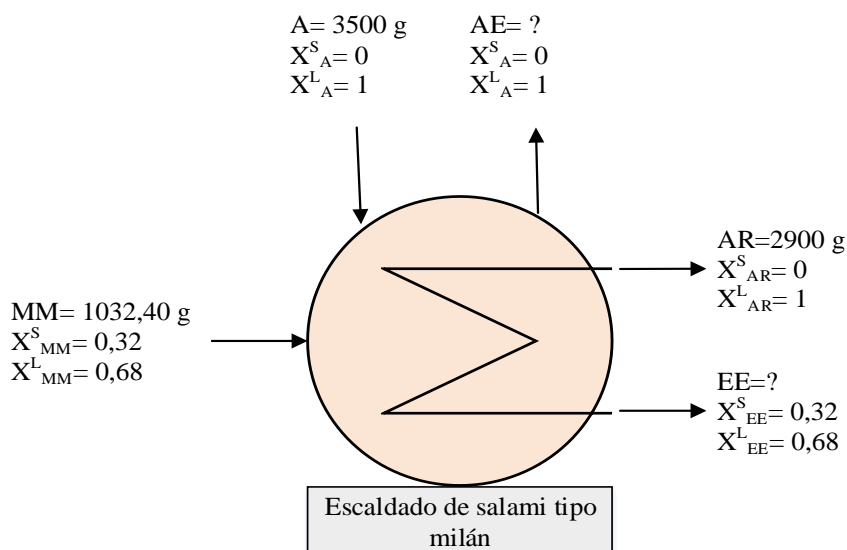 A= 3500 g
X^S_A= 0
X^L_A= 1
AE= ?
X^S_A= 0
X^L_A= 1
MM= 1032,40 g
X^S_MM= 0,32
X^L_MM= 0,68
AR=2900 g
X^S_AR= 0
X^L_AR= 1
EE=?
X^S_EE= 0,32
X^L_EE= 0,68
Escaldado de salami tipo
milán